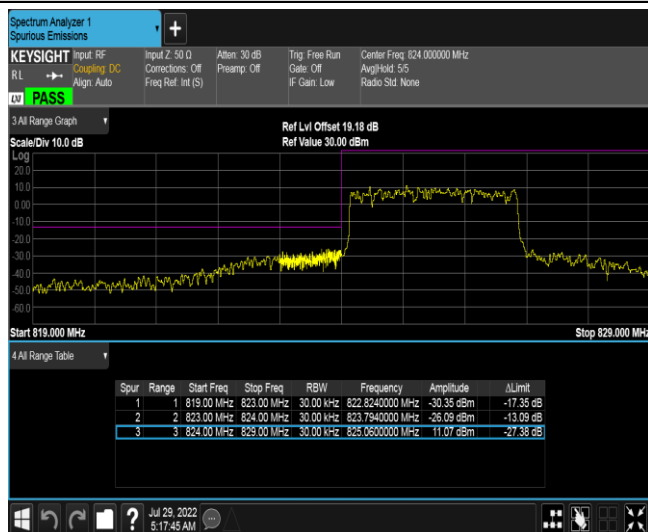 Spectrum Analyzer 1
Spurious Emissions
KEYSIGHT Input: RF Input Z: 50 Ω Atten: 30 dB Trig: Free Run Center Freq: 824.000000 MHz
RL Coupling: DC Corrections: Off Preamp: Off Gate: Off Avg|Hold: 5/5
Align: Auto Freq Ref: Int (S) IF Gain: Low Radio Std: None
LXI PASS
3 All Range Graph
Ref Lvl Offset 19.18 dB
Scale/Div 10.0 dB Ref Value 30.00 dBm
Log
20.0
10.0
0.00
-10.0
-20.0
-30.0
-40.0
-50.0
-60.0
Start 819.000 MHz Stop 829.000 MHz
4 All Range Table
Spur Range Start Freq Stop Freq RBW Frequency Amplitude ΔLimit
1 1 819.00 MHz 823.00 MHz 30.00 kHz 822.8240000 MHz -30.35 dBm -17.35 dB
2 2 823.00 MHz 824.00 MHz 30.00 kHz 823.7940000 MHz -26.09 dBm -13.09 dB
3 3 824.00 MHz 829.00 MHz 30.00 kHz 825.0600000 MHz 11.07 dBm -27.38 dB
? Jul 29, 2022
5:17:45 AM